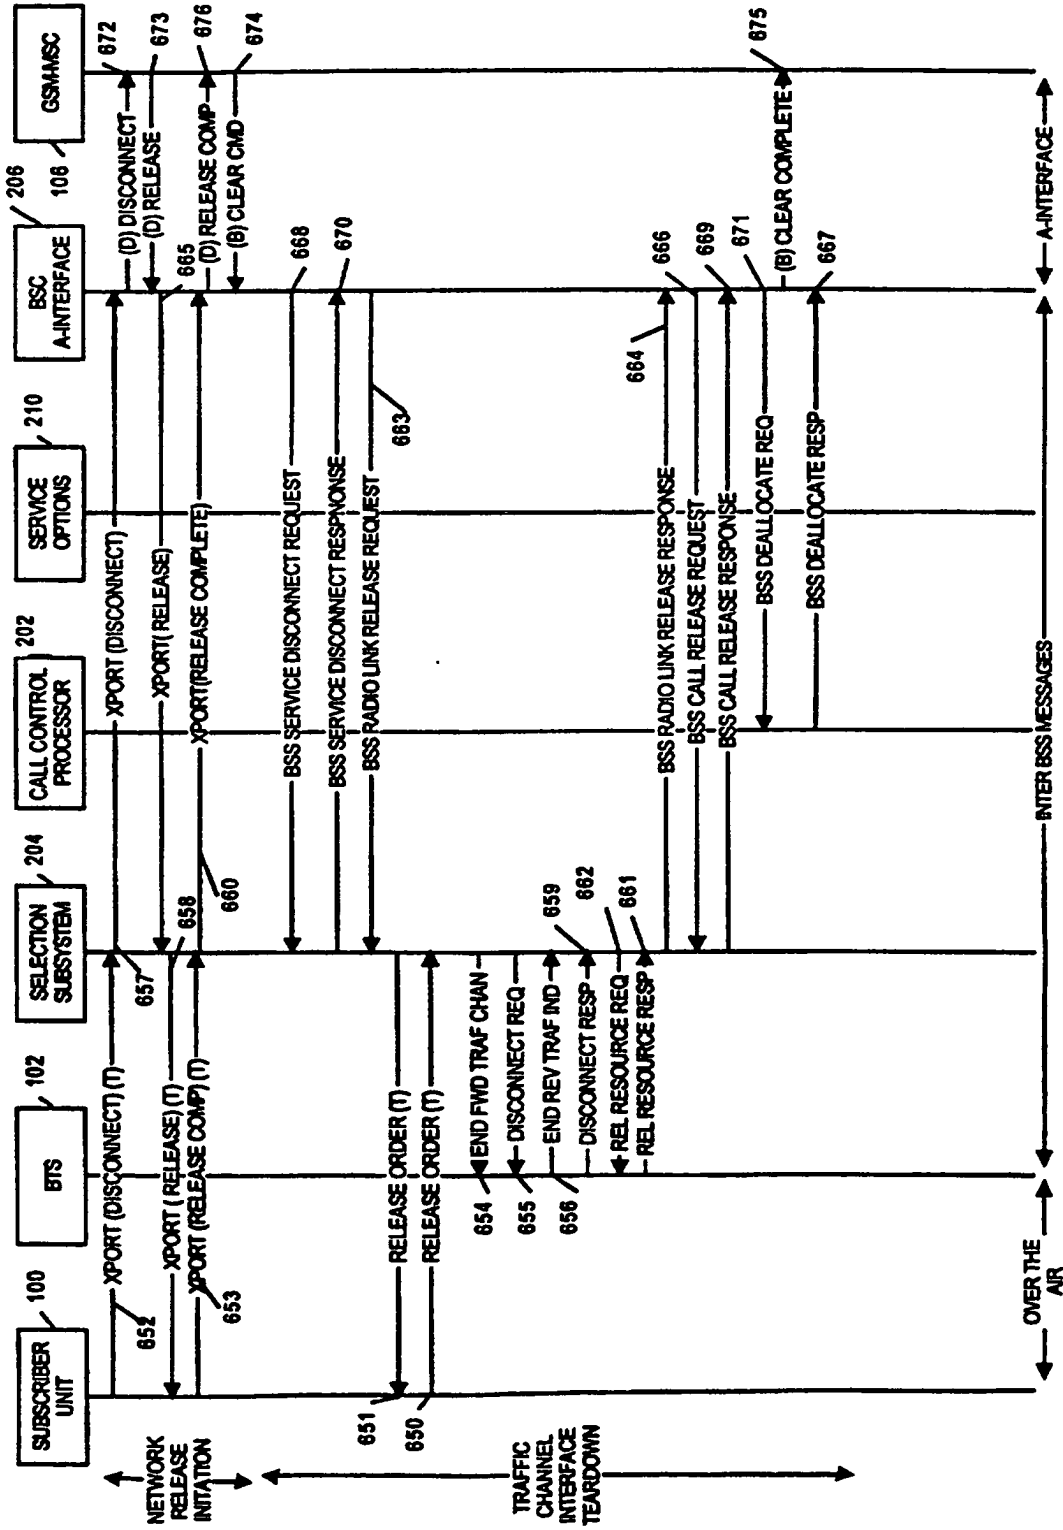 SUBSCRIBER
UNIT
100
BTS
102
SELECTION
SUBSYSTEM
204
CALL CONTROL
PROCESSOR
202
SERVICE
OPTIONS
210
BSC
A-INTERFACE
206
GSM-MSC
108
NETWORK
RELEASE
INITATION
XPORT (DISCONNECT) (T)
652
657
XPORT (DISCONNECT)
(D) DISCONNECT
672
(D) RELEASE
673
665
XPORT( RELEASE)
XPORT ( RELEASE) (T)
658
XPORT (RELEASE COMP) (T)
653
660
XPORT(RELEASE COMPLETE)
(D) RELEASE COMP
676
(B) CLEAR CMD
674
TRAFFIC
CHANNEL
INTERFACE
TEARDOWN
BSS SERVICE DISCONNECT REQUEST
668
BSS SERVICE DISCONNECT RESPNONSE
670
BSS RADIO LINK RELEASE REQUEST
663
651
RELEASE ORDER (T)
650
RELEASE ORDER (T)
654
END FWD TRAF CHAN
655
DISCONNECT REQ
656
END REV TRAF IND
659
DISCONNECT RESP
662
REL RESOURCE REQ
661
REL RESOURCE RESP
BSS RADIO LINK RELEASE RESPONSE
664
BSS CALL RELEASE REQUEST
666
BSS CALL RELEASE RESPONSE
669
BSS DEALLOCATE REQ
671
(B) CLEAR COMPLETE
675
BSS DEALLOCATE RESP
667
OVER THE
AIR
INTER BSS MESSAGES
A-INTERFACE